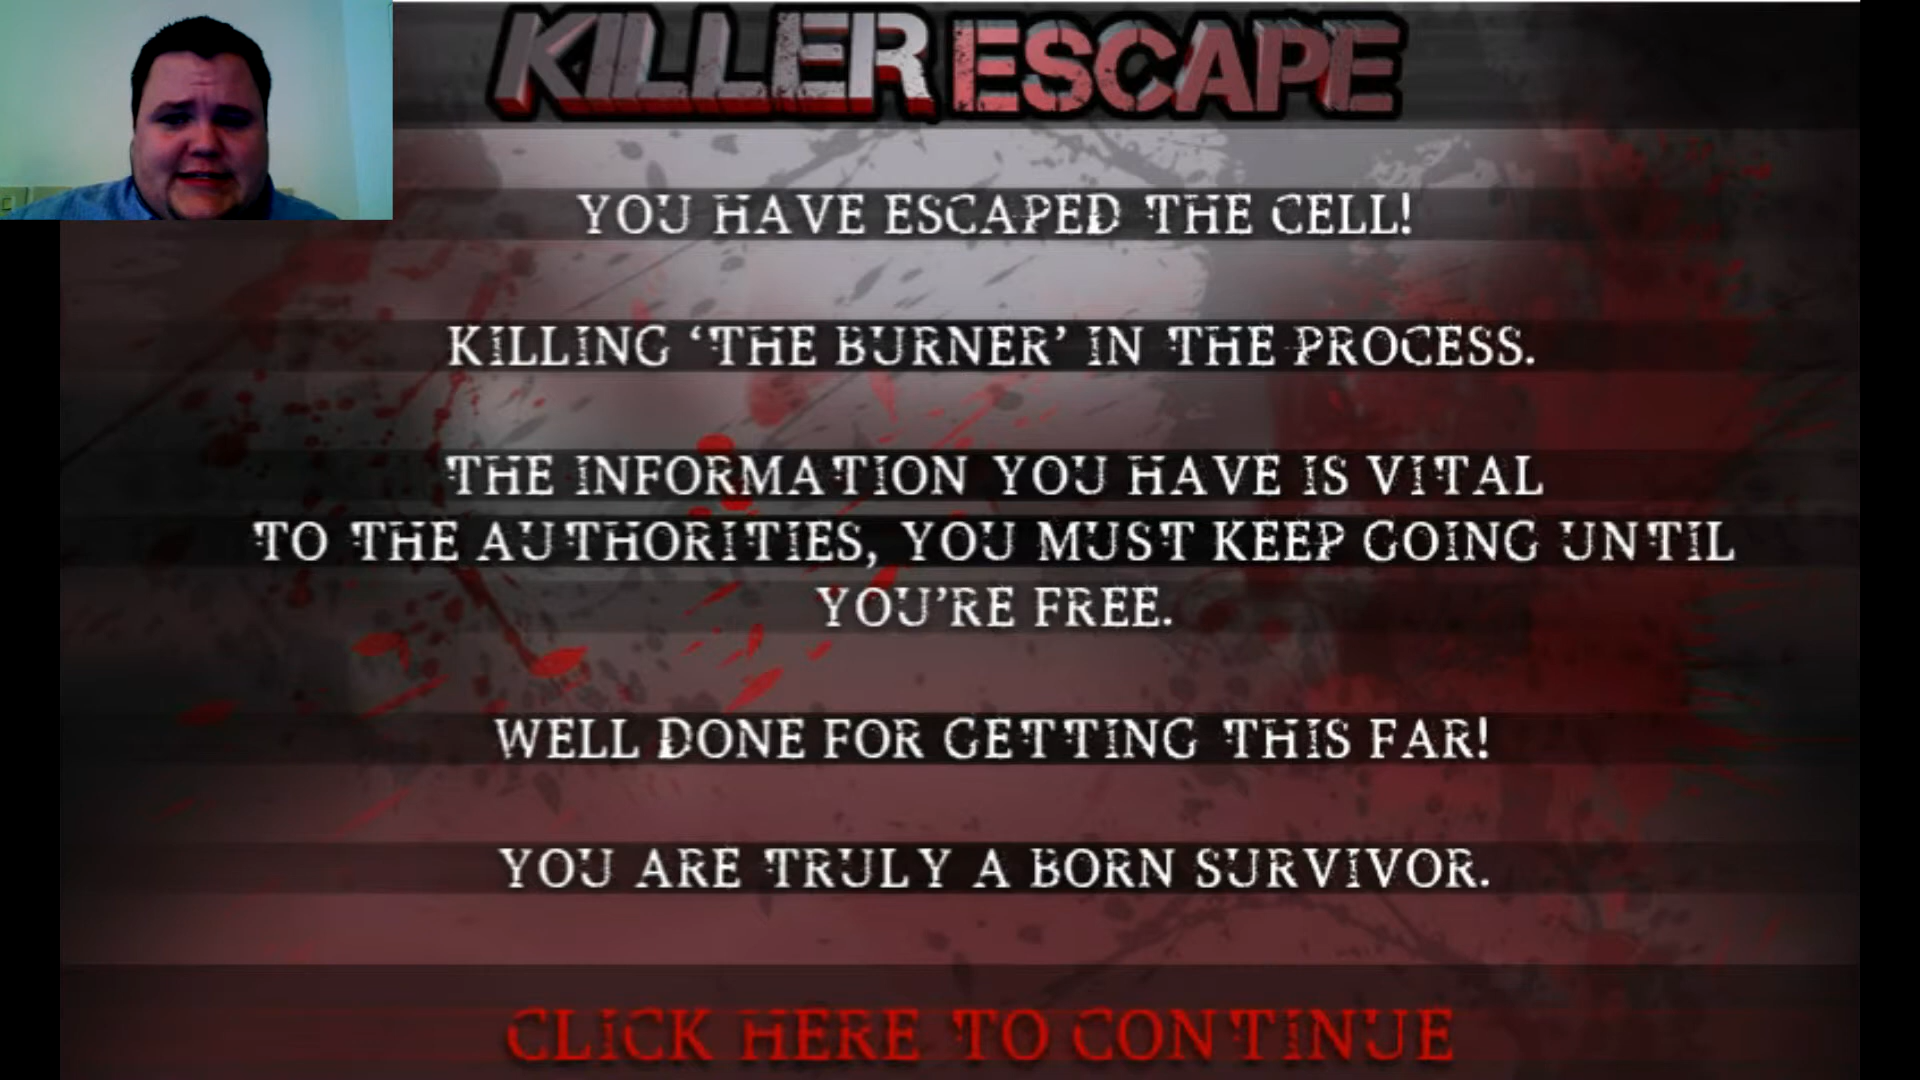 KILLER ESCAPE
YOU HAVE ESCAPED THE CELL!
KILLING ‘THE BURNER’ IN THE PROCESS.
THE INFORMATION YOU HAVE IS VITAL
TO THE AUTHORITIES, YOU MUST KEEP GOING UNTIL
YOU’RE FREE.
WELL DONE FOR GETTING THIS FAR!
YOU ARE TRULY A BORN SURVIVOR.
CLICK HERE TO CONTINUE